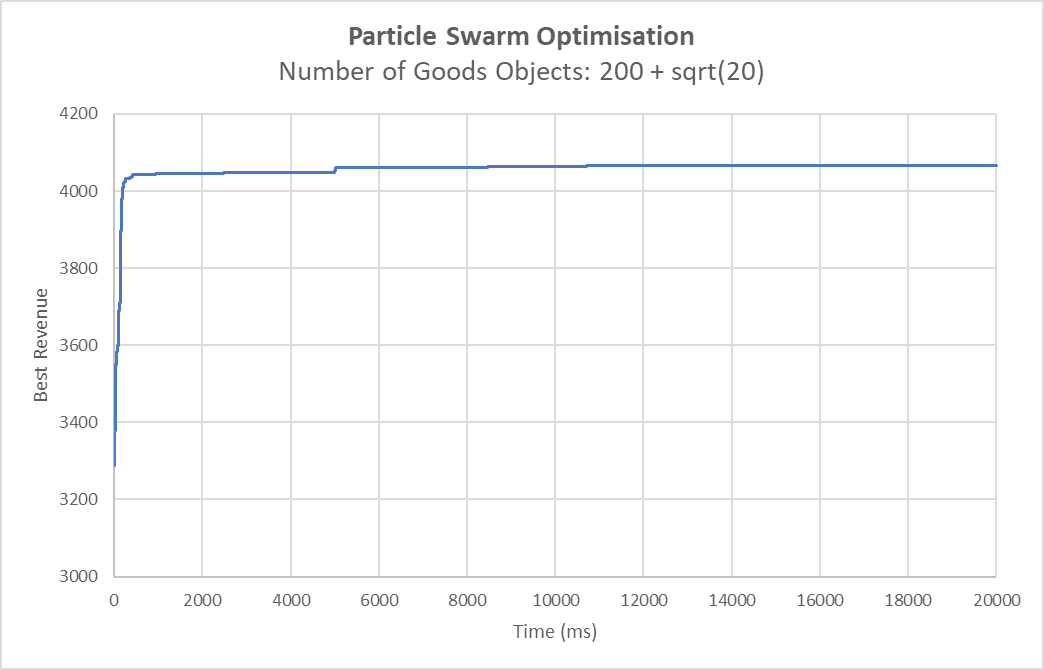 Particle Swarm Optimisation
Number of Goods Objects: 200 + sqrt(20)
4200
4000
3800
3600
3400
3200
3000
Best Revenue
0 2000 4000 6000 8000 10000 12000 14000 16000 18000 20000
Time (ms)